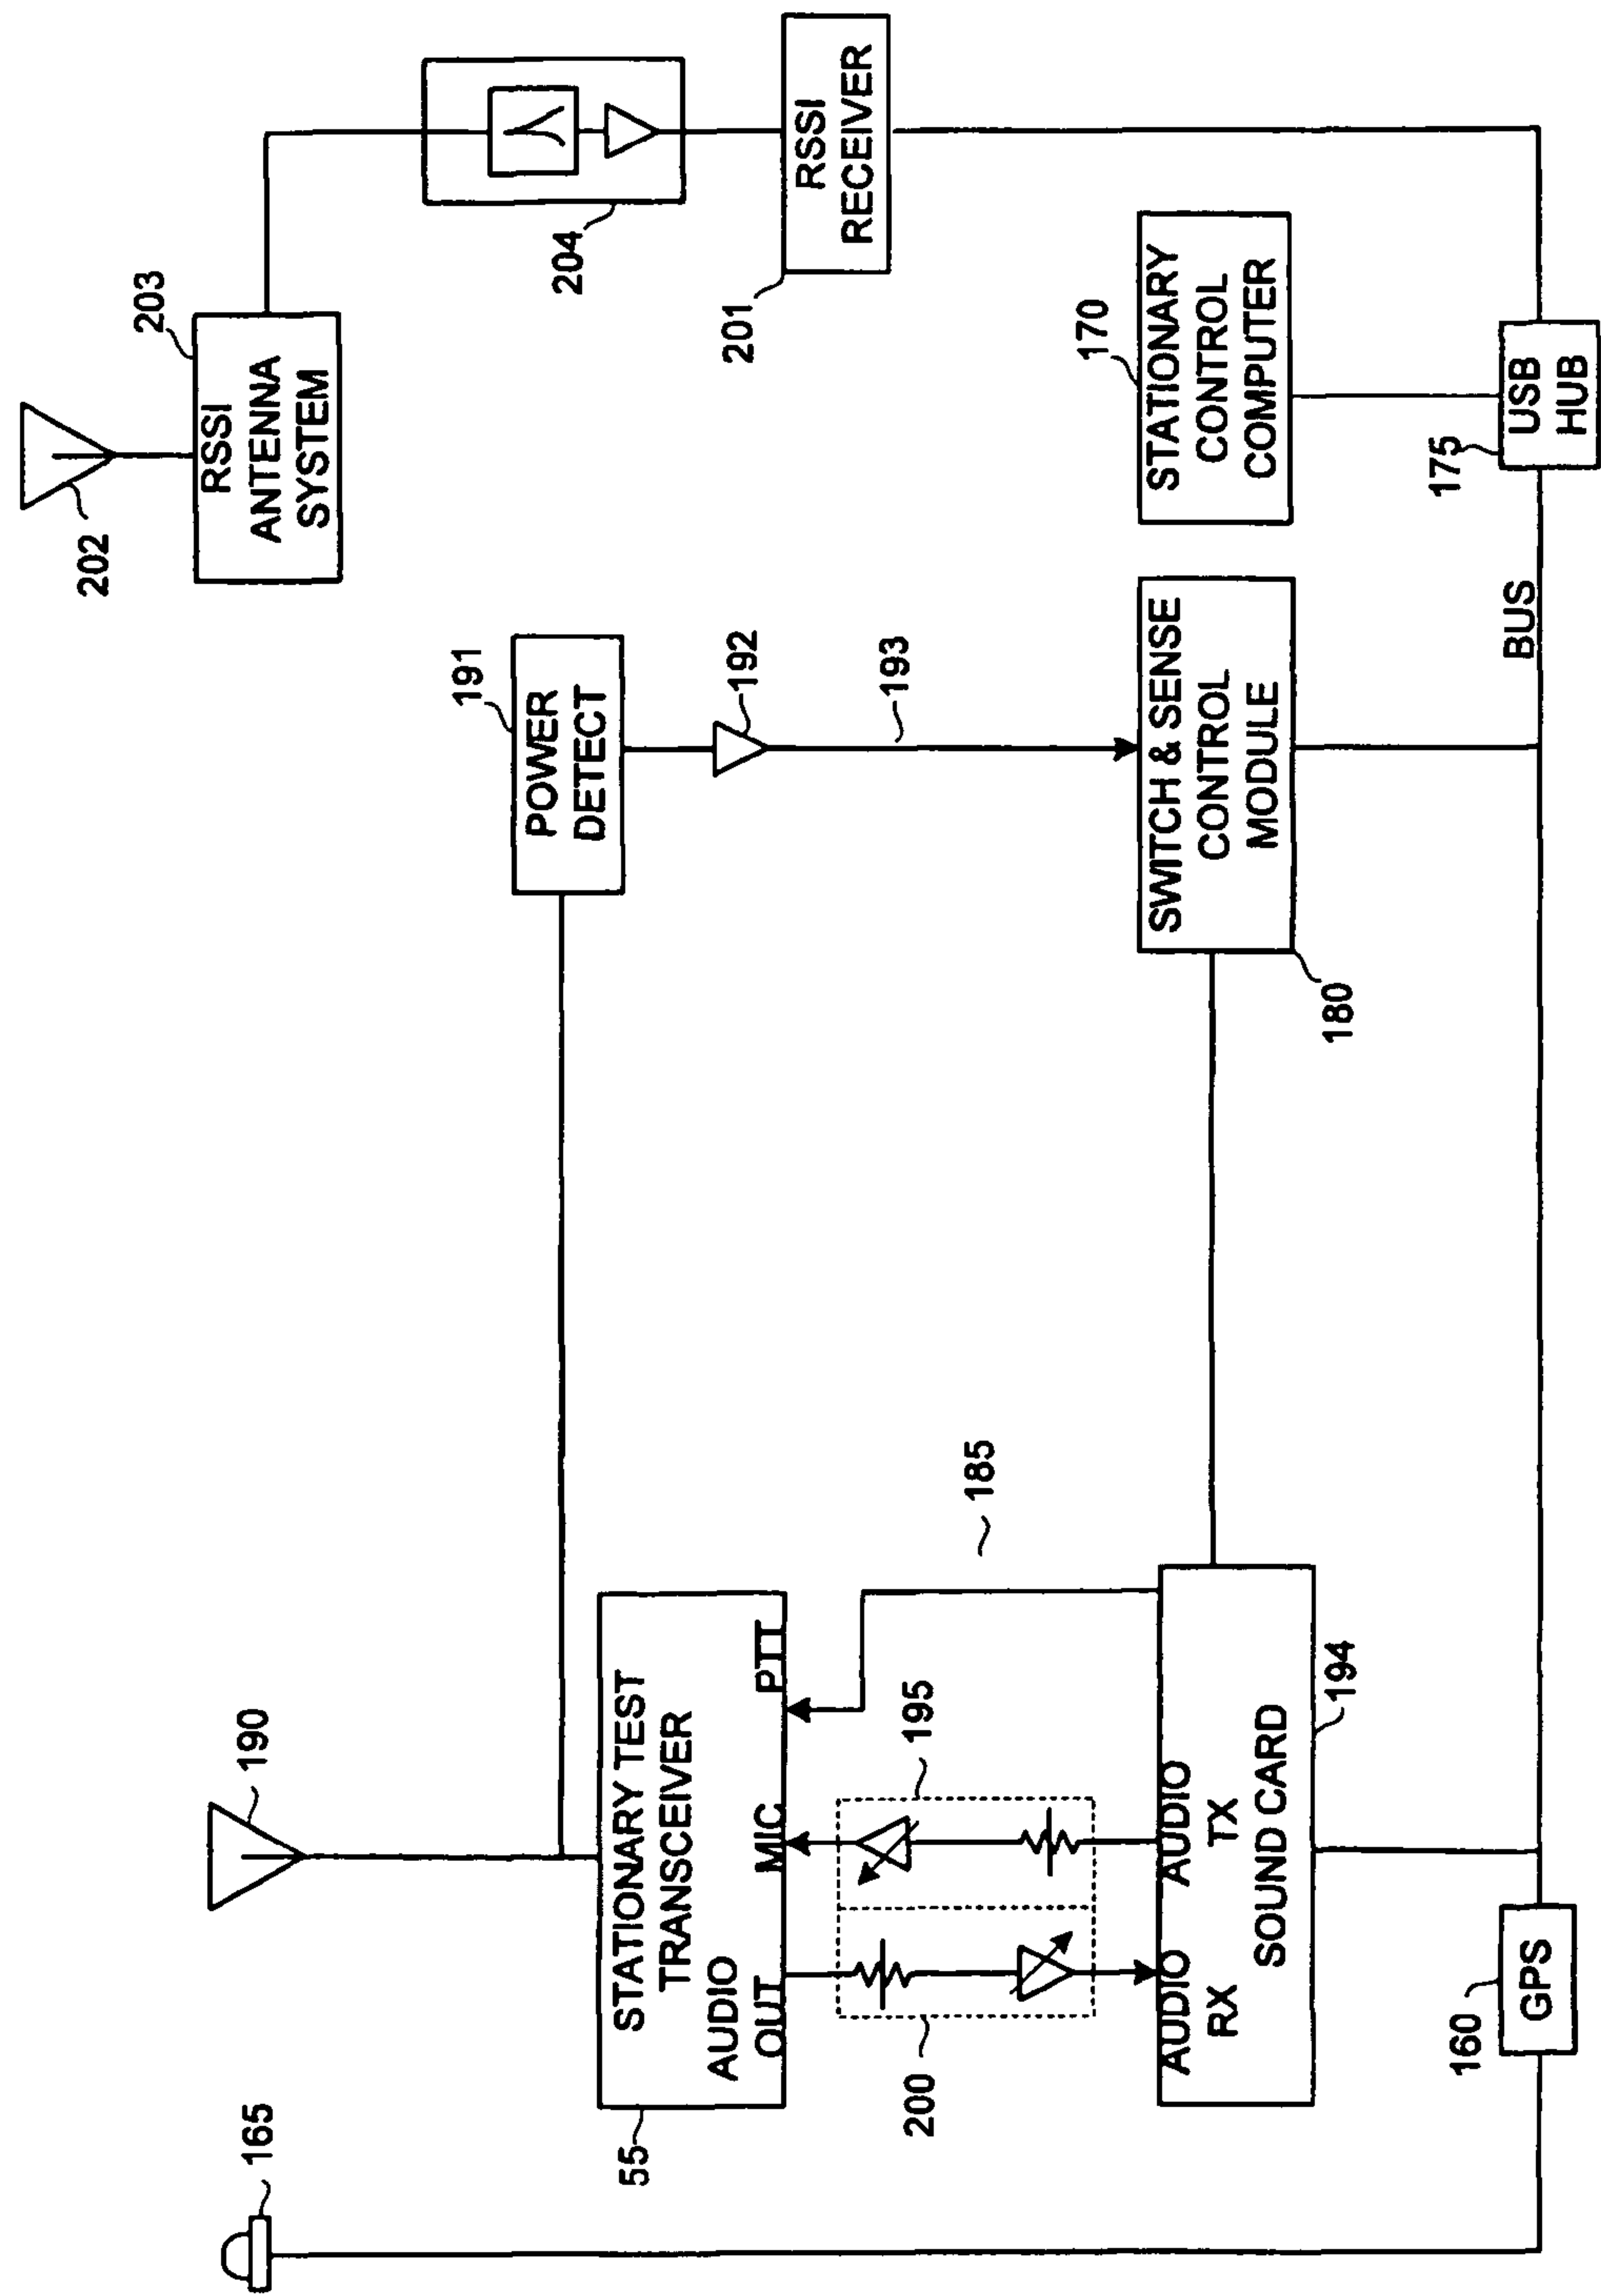 165
190
202
RSSI
ANTENNA
SYSTEM
203
204
RSSI
RECEIVER
201
POWER
DETECT
191
192
193
STATIONARY TEST
TRANSCEIVER
AUDIO
OUT
MIC
PTT
55
195
200
185
AUDIO
RX
AUDIO
TX
SOUND CARD
194
SWITCH & SENSE
CONTROL
MODULE
180
STATIONARY
CONTROL
COMPUTER
170
GPS
160
BUS
USB
HUB
175